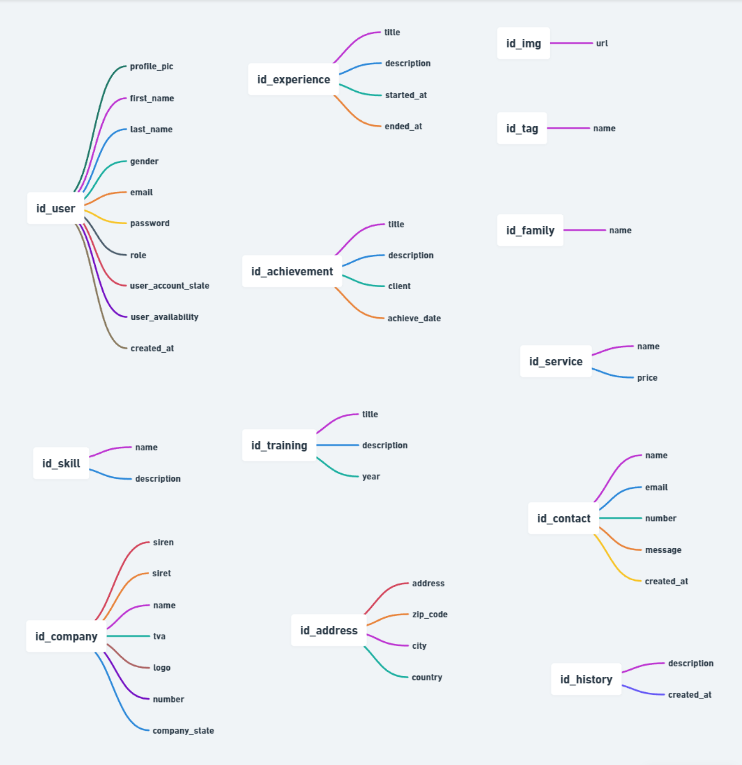 id_user
profile_pic
first_name
last_name
gender
email
password
role
user_account_state
user_availability
created_at
id_skill
name
description
id_company
siren
siret
name
tva
logo
number
company_state
id_experience
title
description
started_at
ended_at
id_achievement
title
description
client
achieve_date
id_training
title
description
year
id_address
address
zip_code
city
country
id_img
url
id_tag
name
id_family
name
id_service
name
price
id_contact
name
email
number
message
created_at
id_history
description
created_at